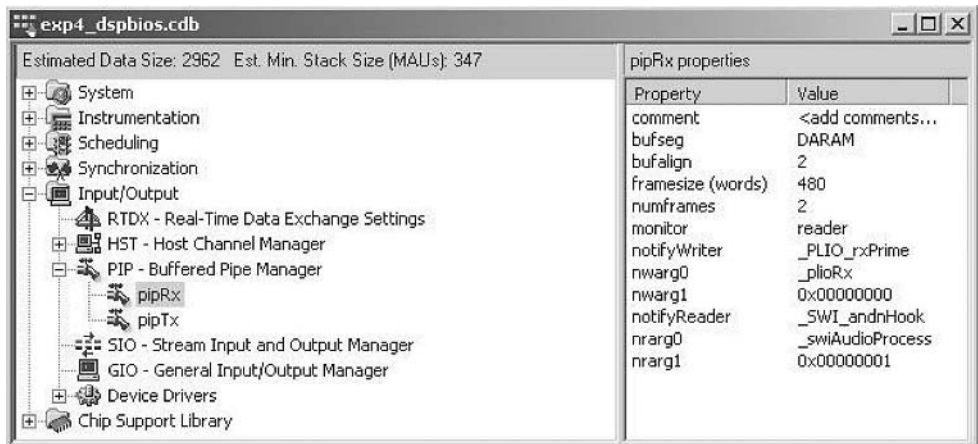 exp4_dspbios.cdb
Estimated Data Size: 2962 Est. Min. Stack Size (MAUs): 347
System
Instrumentation
Scheduling
Synchronization
Input/Output
RTDX - Real-Time Data Exchange Settings
HST - Host Channel Manager
PIP - Buffered Pipe Manager
pipRx
pipTx
SIO - Stream Input and Output Manager
GIO - General Input/Output Manager
Device Drivers
Chip Support Library
pipRx properties
Property Value
comment <add comments...
bufseg DARAM
bufalign 2
framesize (words) 480
numframes 2
monitor reader
notifyWriter _PLIO_rxPrime
nwarg0 _plioRx
nwarg1 0x00000000
notifyReader _SWI_andnHook
nrarg0 _swiAudioProcess
nrarg1 0x00000001